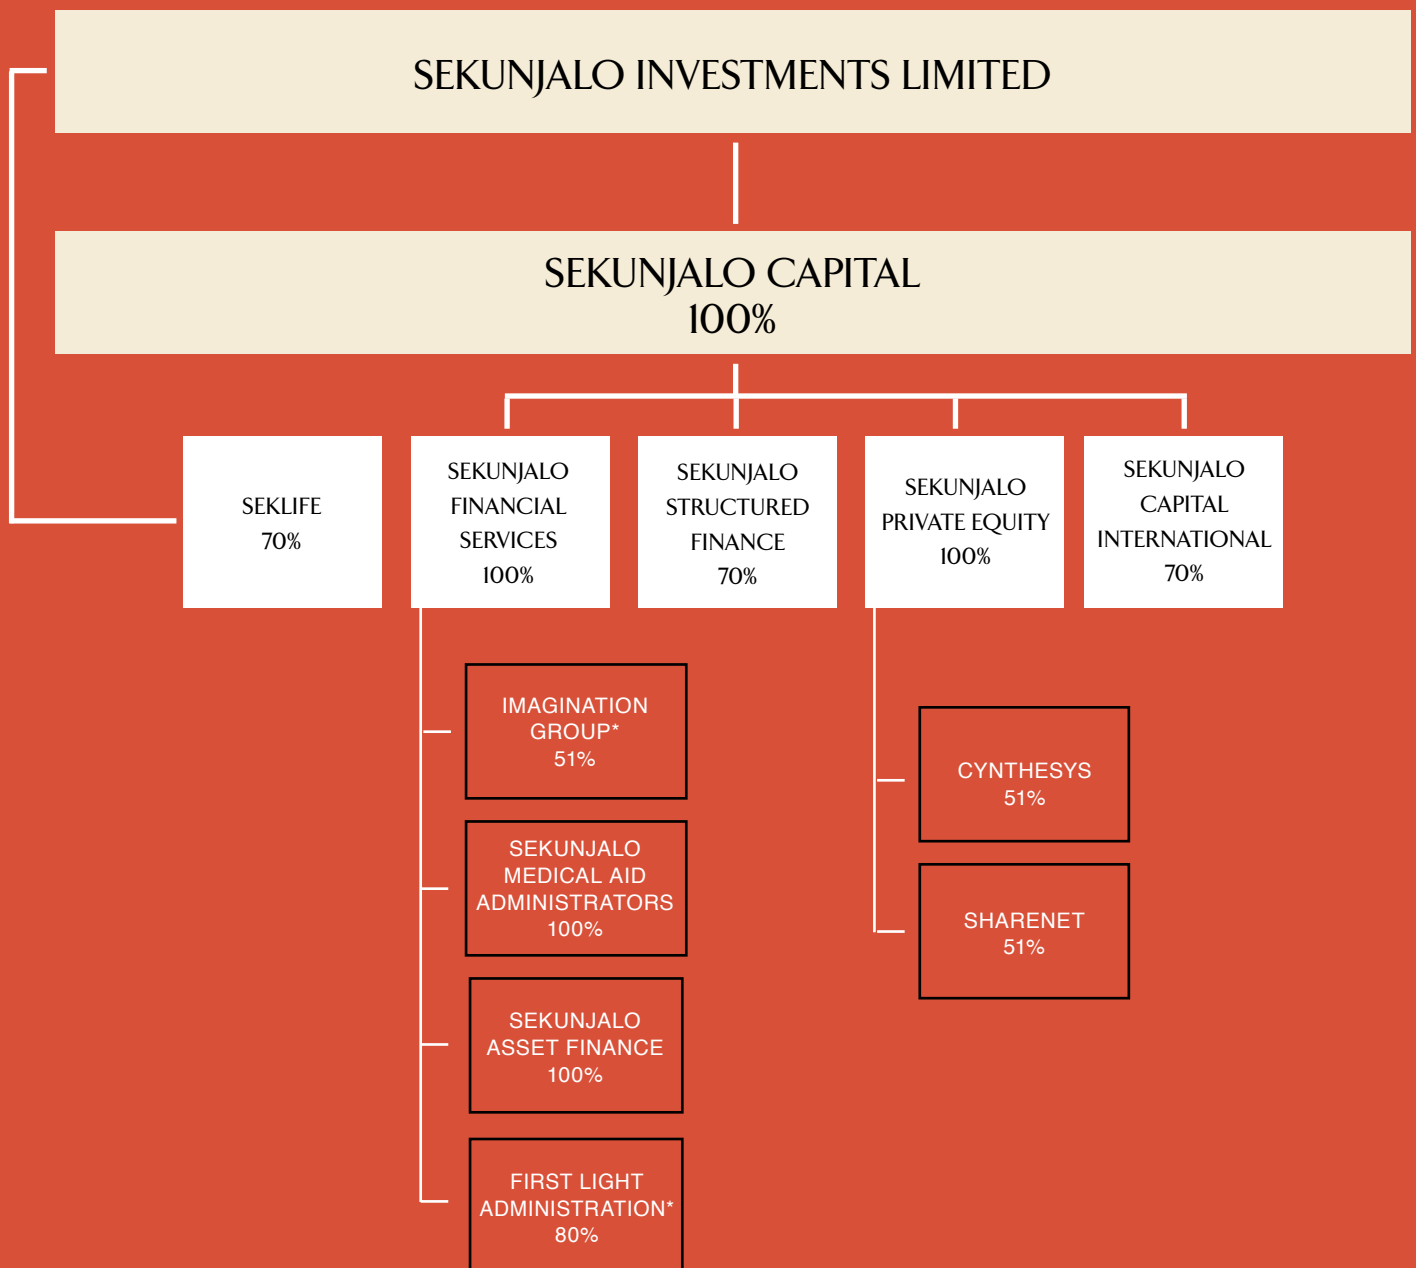 SEKUNJALO INVESTMENTS LIMITED
SEKUNJALO CAPITAL
100%
SEKLIFE
70%
SEKUNJALO
FINANCIAL
SERVICES
100%
SEKUNJALO
STRUCTURED
FINANCE
70%
SEKUNJALO
PRIVATE EQUITY
100%
SEKUNJALO
CAPITAL
INTERNATIONAL
70%
IMAGINATION
GROUP*
51%
SEKUNJALO
MEDICAL AID
ADMINISTRATORS
100%
SEKUNJALO
ASSET FINANCE
100%
FIRST LIGHT
ADMINISTRATION*
80%
CYNTHESYS
51%
SHARENET
51%